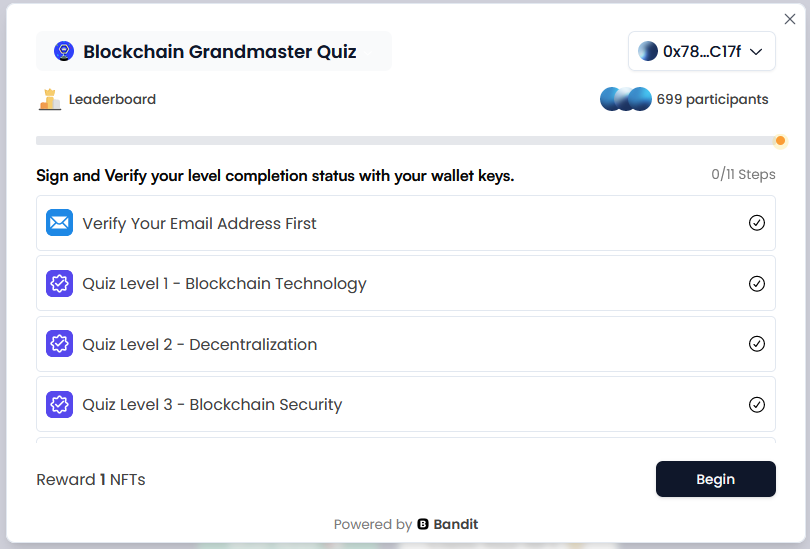 Blockchain Grandmaster Quiz
0x78...C17f
Leaderboard
699 participants
Sign and Verify your level completion status with your wallet keys.
0/11 Steps
Verify Your Email Address First
Quiz Level 1 - Blockchain Technology
Quiz Level 2 - Decentralization
Quiz Level 3 - Blockchain Security
Reward 1 NFTs
Begin
Powered by B Bandit